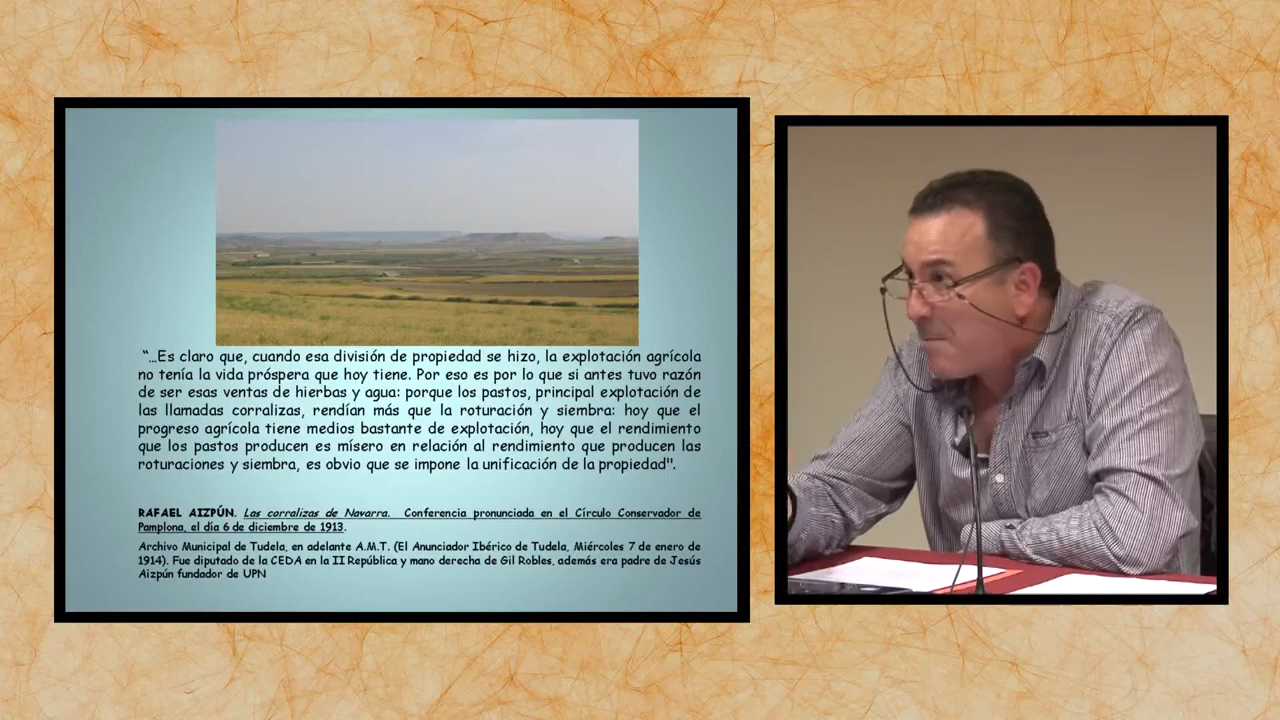 “…Es claro que, cuando esa división de propiedad se hizo, la explotación agrícola
no tenía la vida próspera que hoy tiene. Por eso es por lo que si antes tuvo razón
de ser esas ventas de hierbas y agua: porque los pastos, principal explotación de
las llamadas corralizas, rendían más que la roturación y siembra: hoy que el
progreso agrícola tiene medios bastante de explotación, hoy que el rendimiento
que los pastos producen es mísero en relación al rendimiento que producen las
roturaciones y siembra, es obvio que se impone la unificación de la propiedad".
RAFAEL AIZPÚN. Las corralizas de Navarra. Conferencia pronunciada en el Círculo Conservador de
Pamplona, el día 6 de diciembre de 1913.
Archivo Municipal de Tudela, en adelante A.M.T. (El Anunciador Ibérico de Tudela, Miércoles 7 de enero de
1914). Fue diputado de la CEDA en la II República y mano derecha de Gil Robles, además era padre de Jesús
Aizpún fundador de UPN